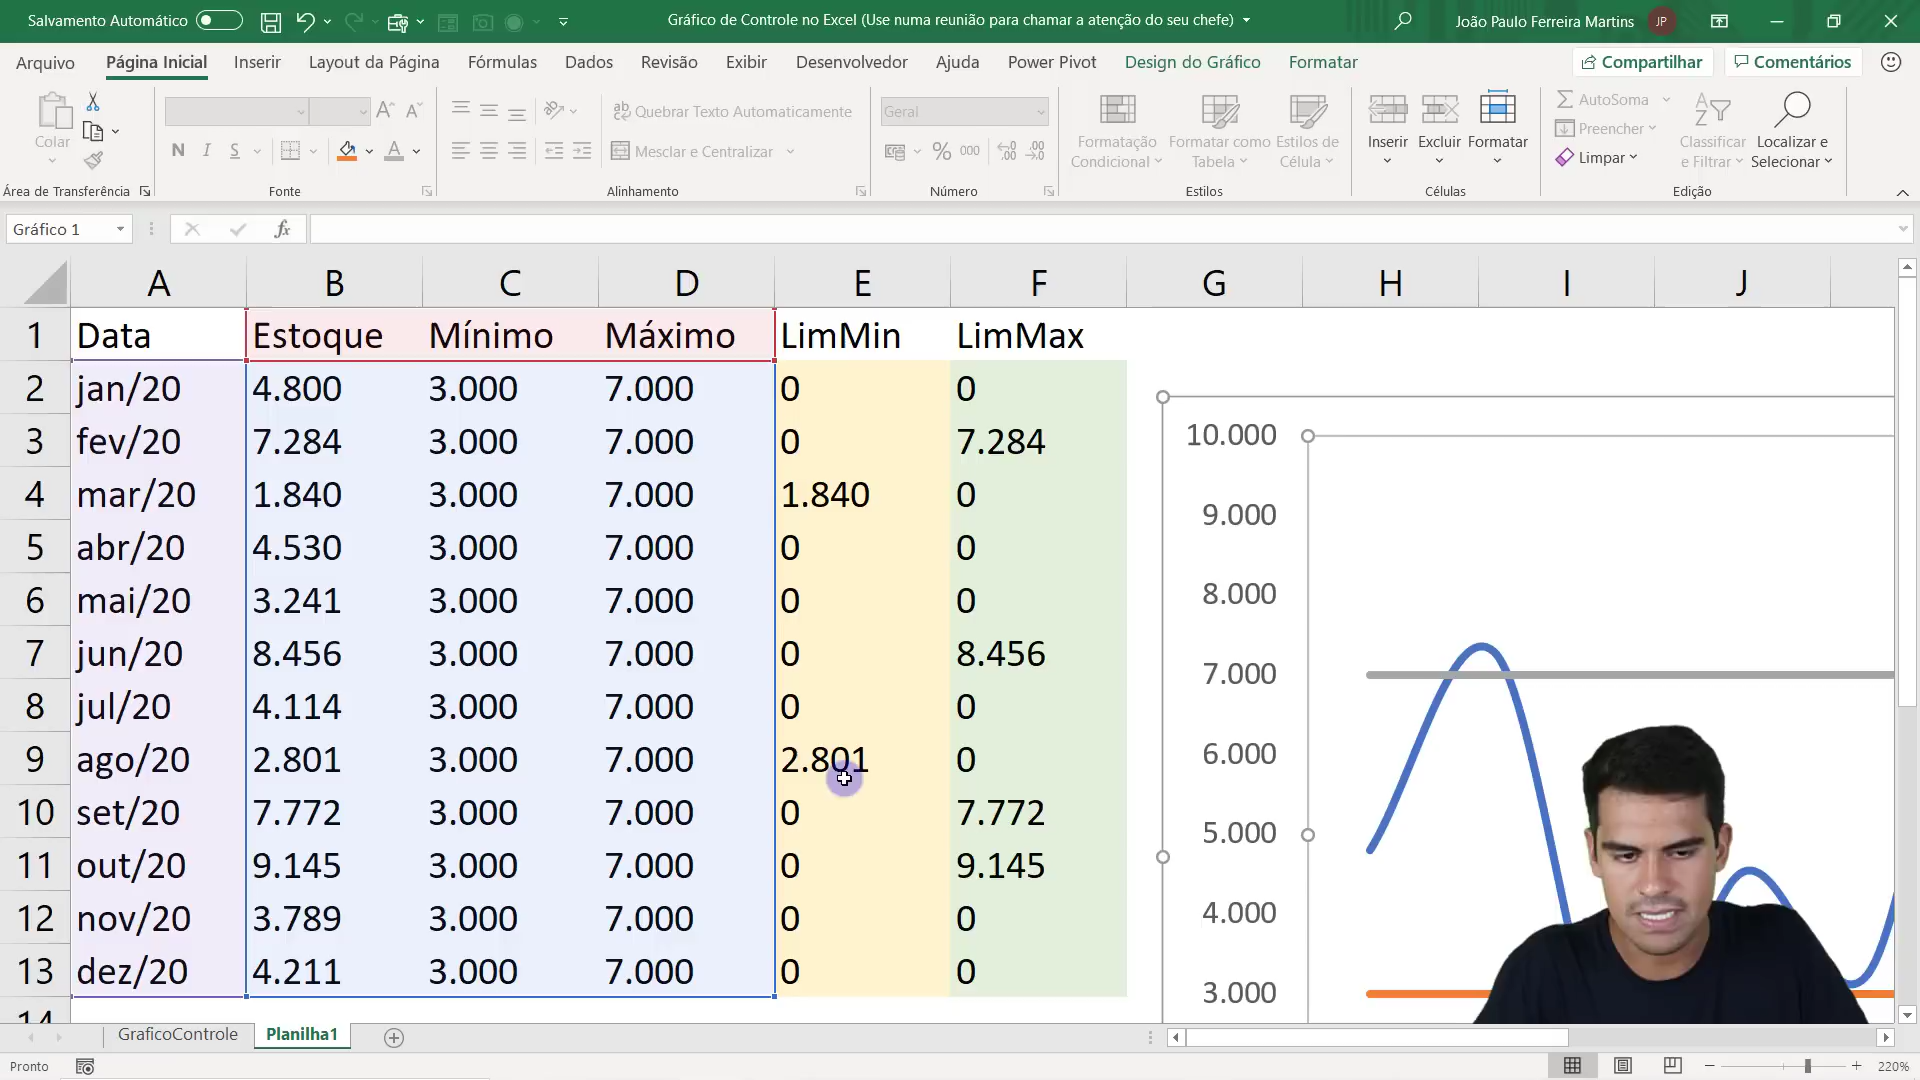 Salvamento Automático
Gráfico de Controle no Excel (Use numa reunião para chamar a atenção do seu chefe)
João Paulo Ferreira Martins JP
Arquivo Página Inicial Inserir Layout da Página Fórmulas Dados Revisão Exibir Desenvolvedor Ajuda Power Pivot Design do Gráfico Formatar Compartilhar Comentários
Colar
Área de Transferência
N I S A
Fonte
Quebrar Texto Automaticamente
Mesclar e Centralizar
Alinhamento
Geral
% 000
Número
Formatação Condicional
Formatar como Tabela
Estilos de Célula
Estilos
Inserir Excluir Formatar
Células
AutoSoma
Preencher
Limpar
Classificar e Filtrar
Localizar e Selecionar
Edição
Gráfico 1 fx
A B C D E F G H I J
1 Data Estoque Mínimo Máximo LimMin LimMax
2 jan/20 4.800 3.000 7.000 0 0
3 fev/20 7.284 3.000 7.000 0 7.284
4 mar/20 1.840 3.000 7.000 1.840 0
5 abr/20 4.530 3.000 7.000 0 0
6 mai/20 3.241 3.000 7.000 0 0
7 jun/20 8.456 3.000 7.000 0 8.456
8 jul/20 4.114 3.000 7.000 0 0
9 ago/20 2.801 3.000 7.000 2.801 0
10 set/20 7.772 3.000 7.000 0 7.772
11 out/20 9.145 3.000 7.000 0 9.145
12 nov/20 3.789 3.000 7.000 0 0
13 dez/20 4.211 3.000 7.000 0 0
14
10.000
9.000
8.000
7.000
6.000
5.000
4.000
3.000
GraficoControle Planilha1
Pronto
220%